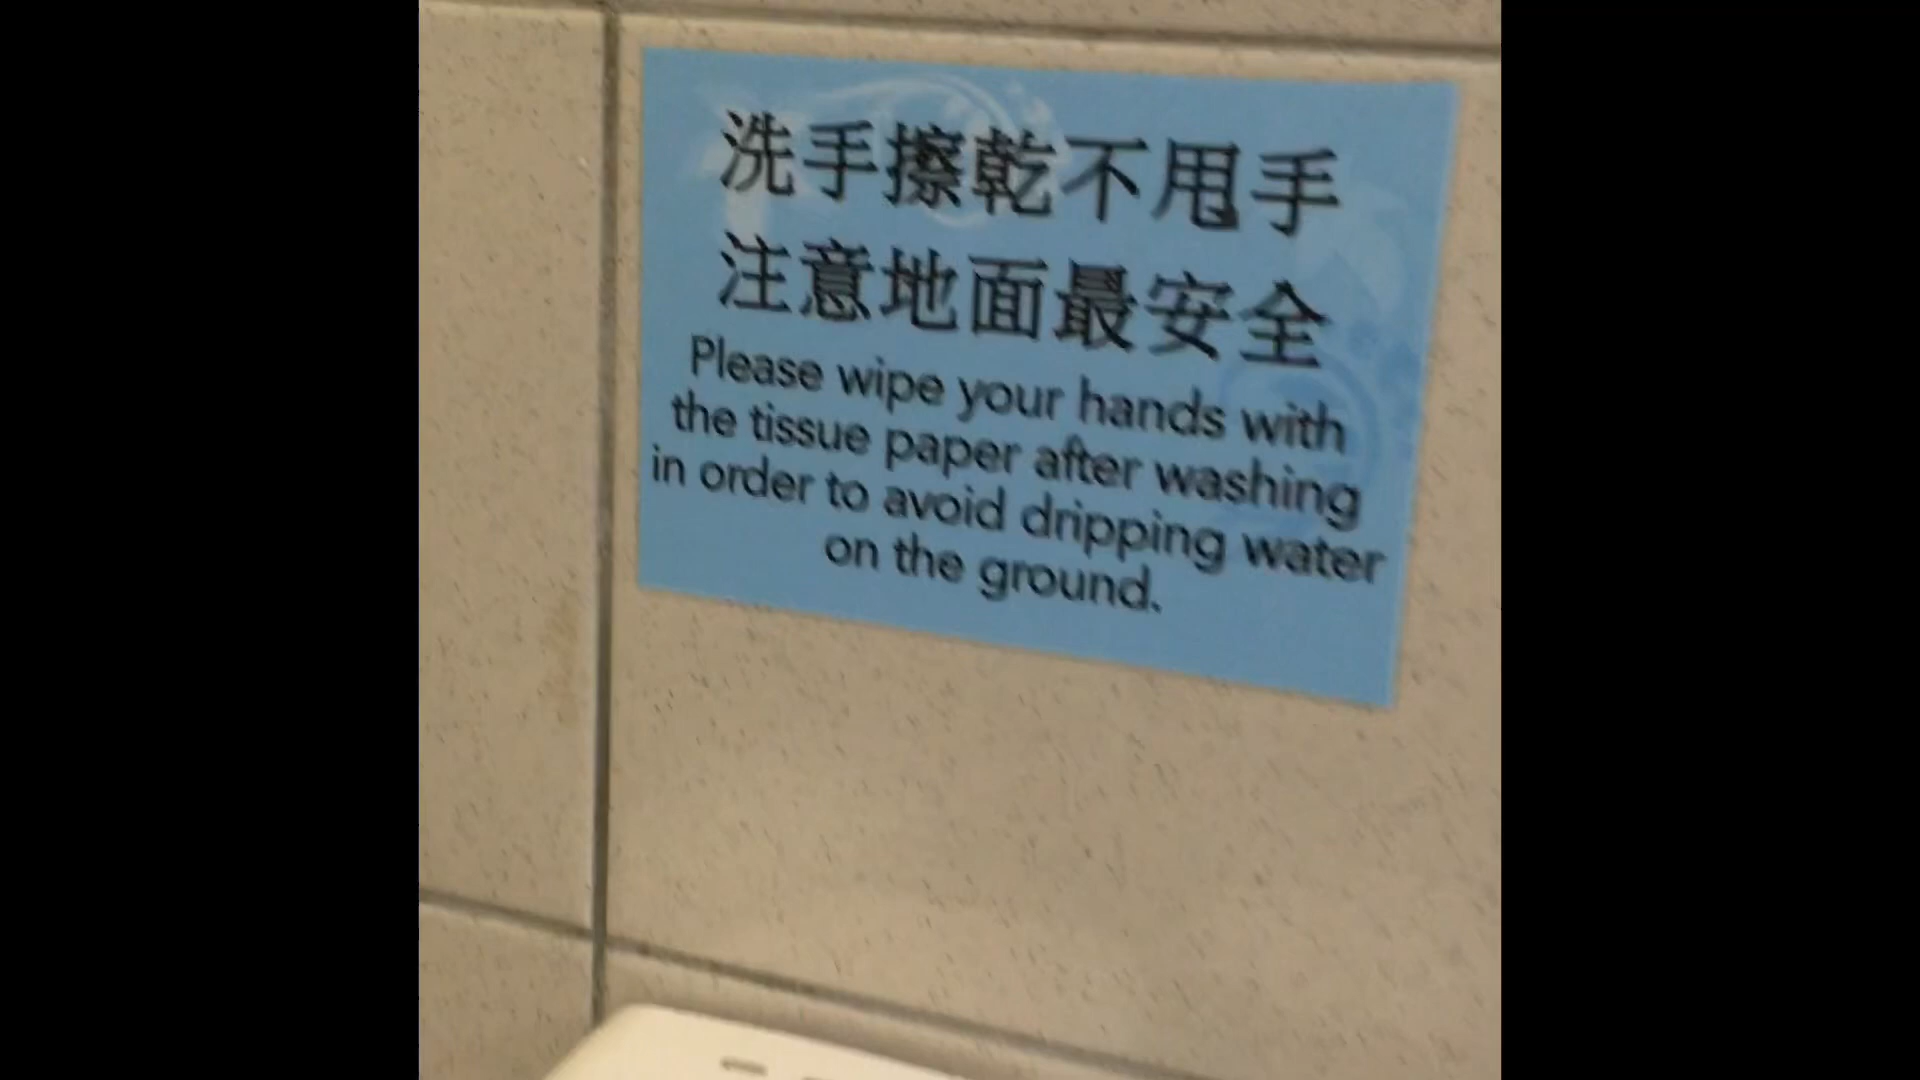 洗手擦乾不甩手
注意地面最安全
Please wipe your hands with
the tissue paper after washing
in order to avoid dripping water
on the ground.